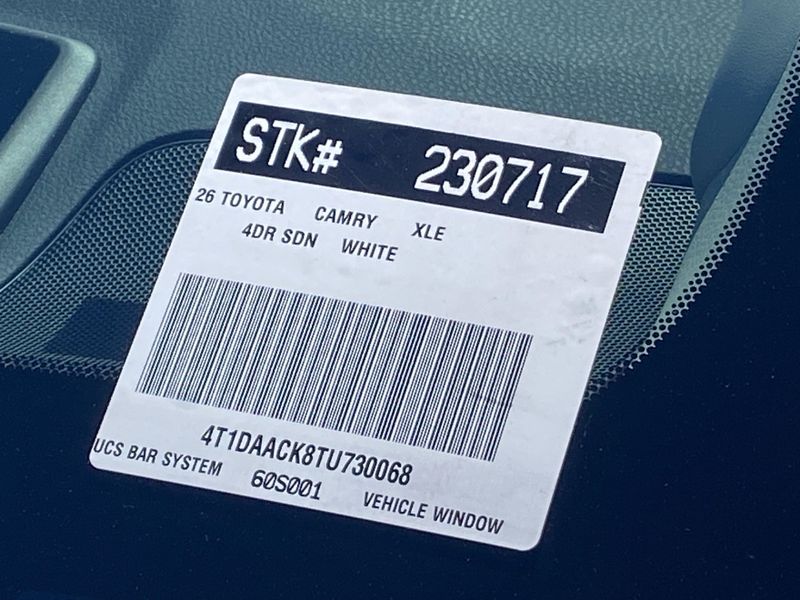 STK# 230717
26 TOYOTA CAMRY XLE
4DR SDN WHITE
4T1DAACK8TU730068
UCS BAR SYSTEM 60S001 VEHICLE WINDOW